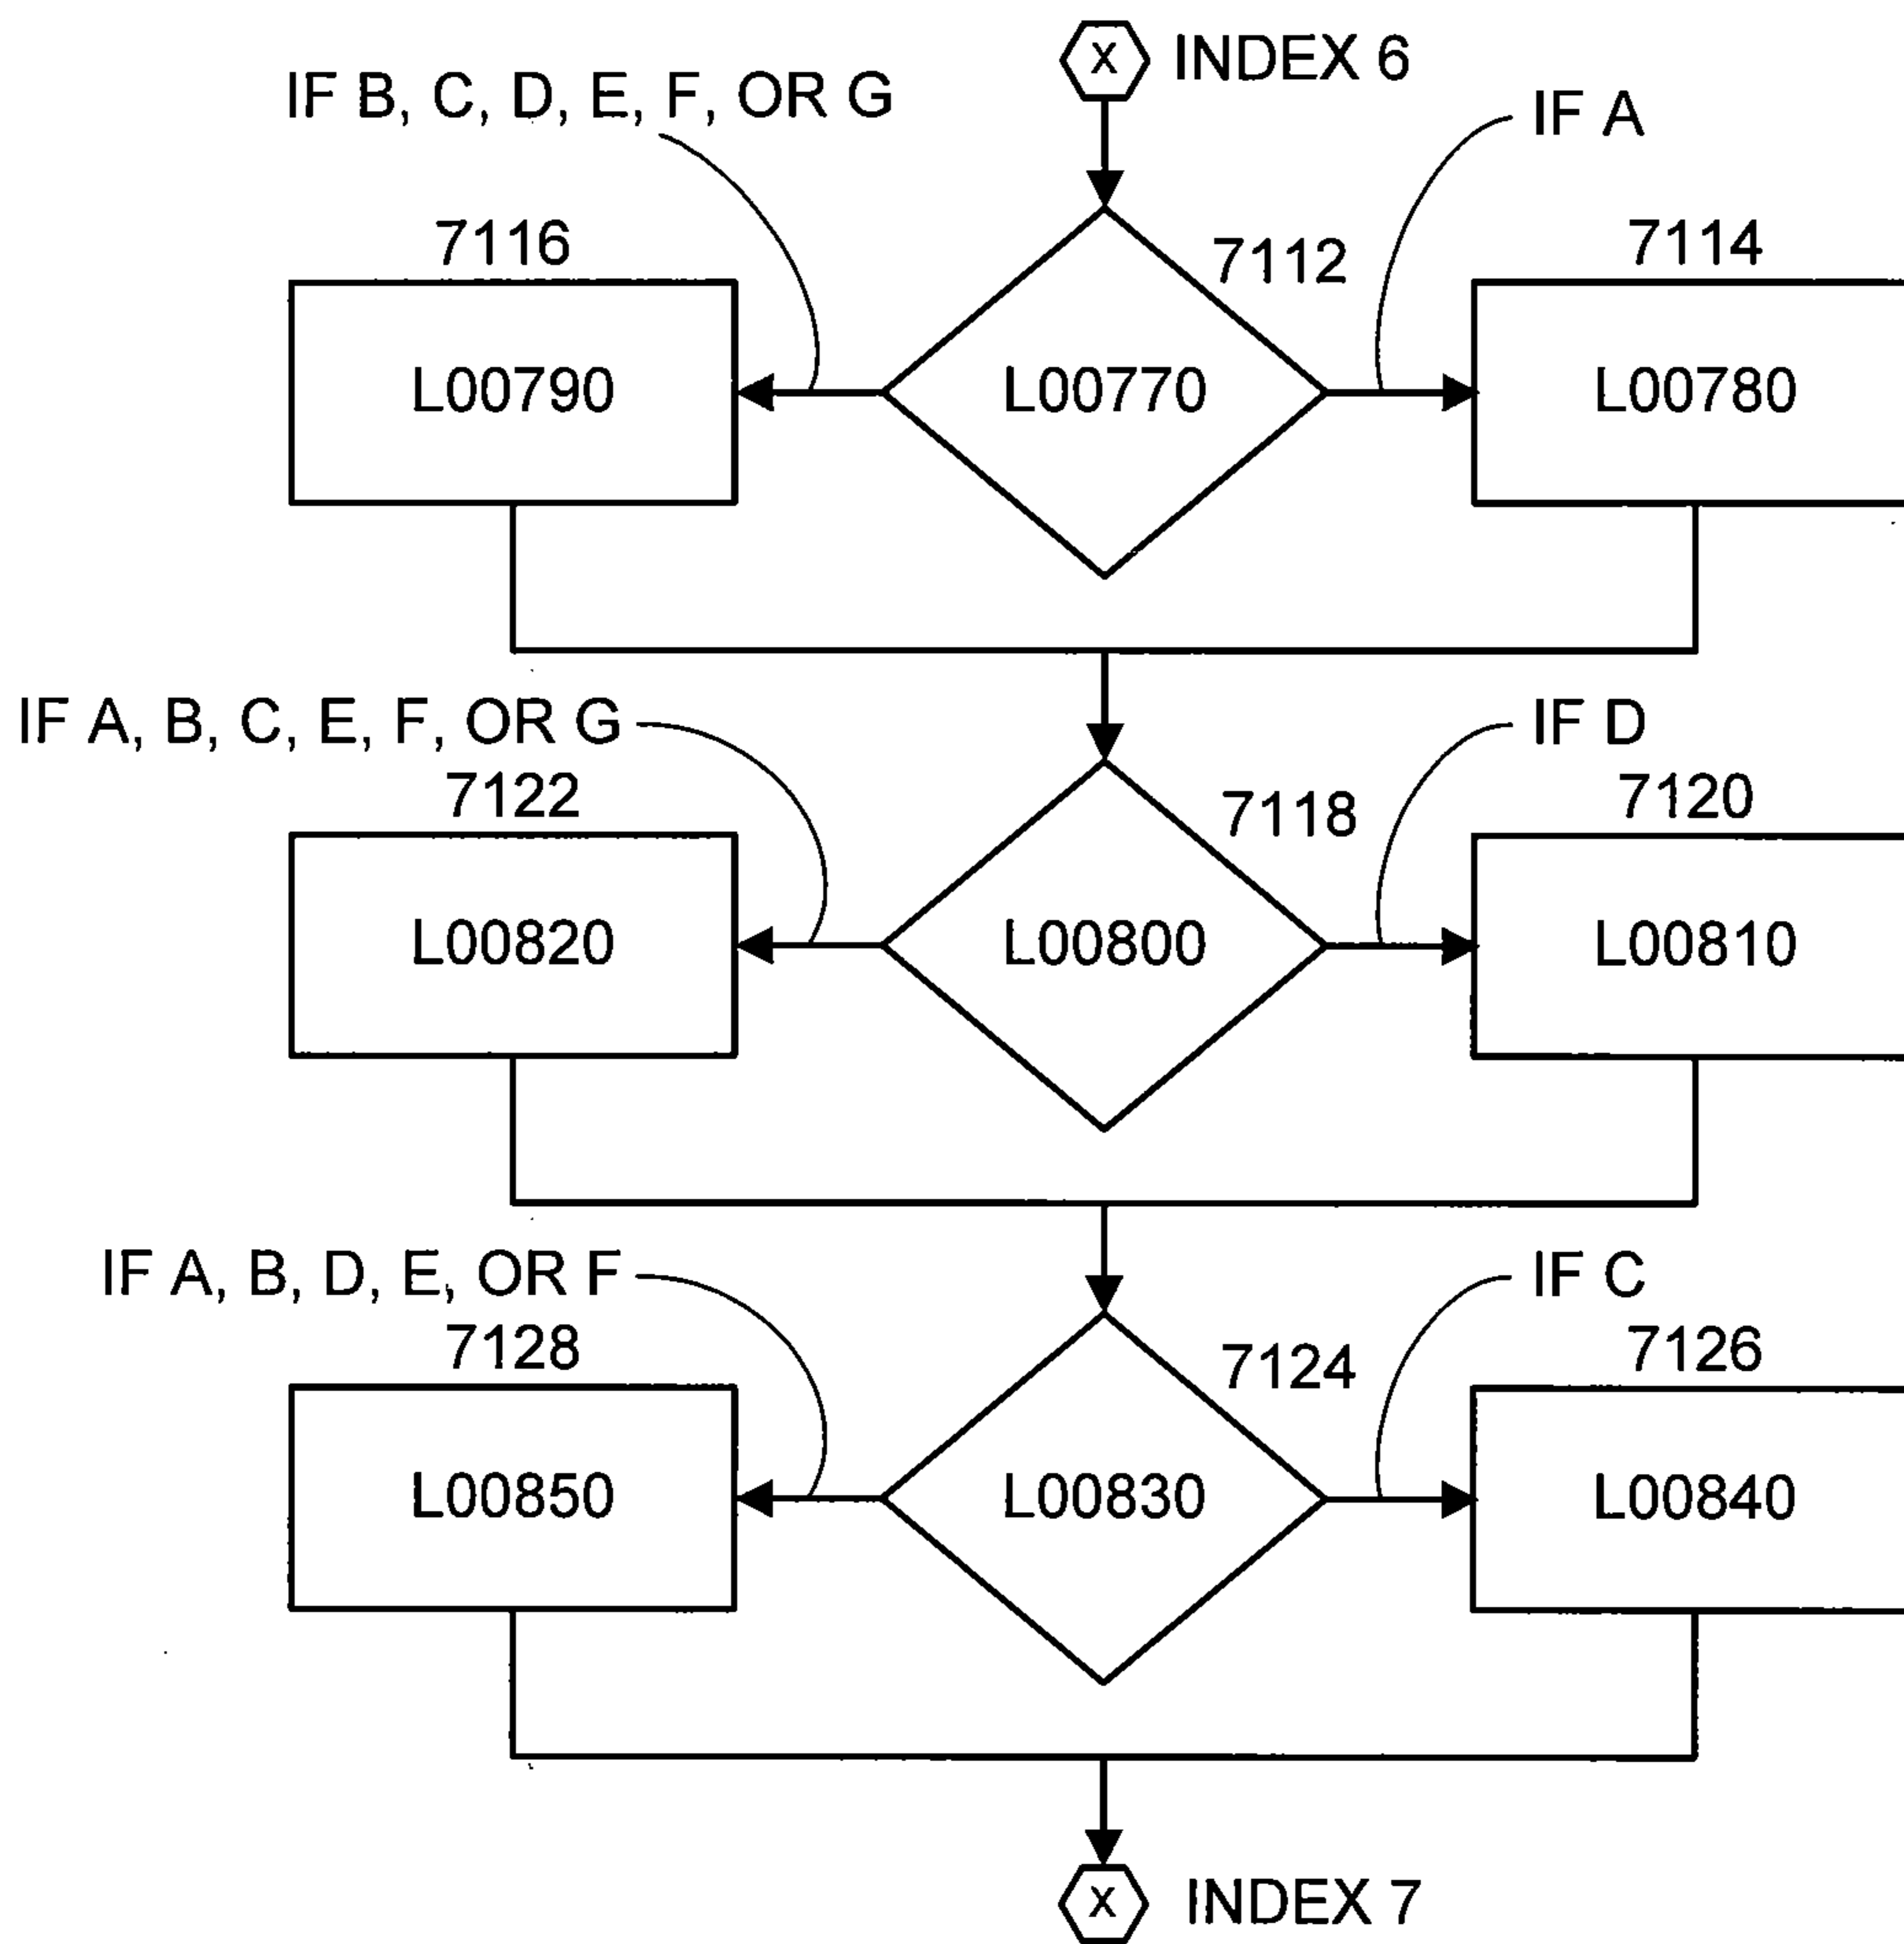 X INDEX 6
IF B, C, D, E, F, OR G
IF A
7116
7112
7114
L00790
L00770
L00780
IF A, B, C, E, F, OR G
IF D
7122
7118
7120
L00820
L00800
L00810
IF A, B, D, E, OR F
IF C
7128
7124
7126
L00850
L00830
L00840
X INDEX 7